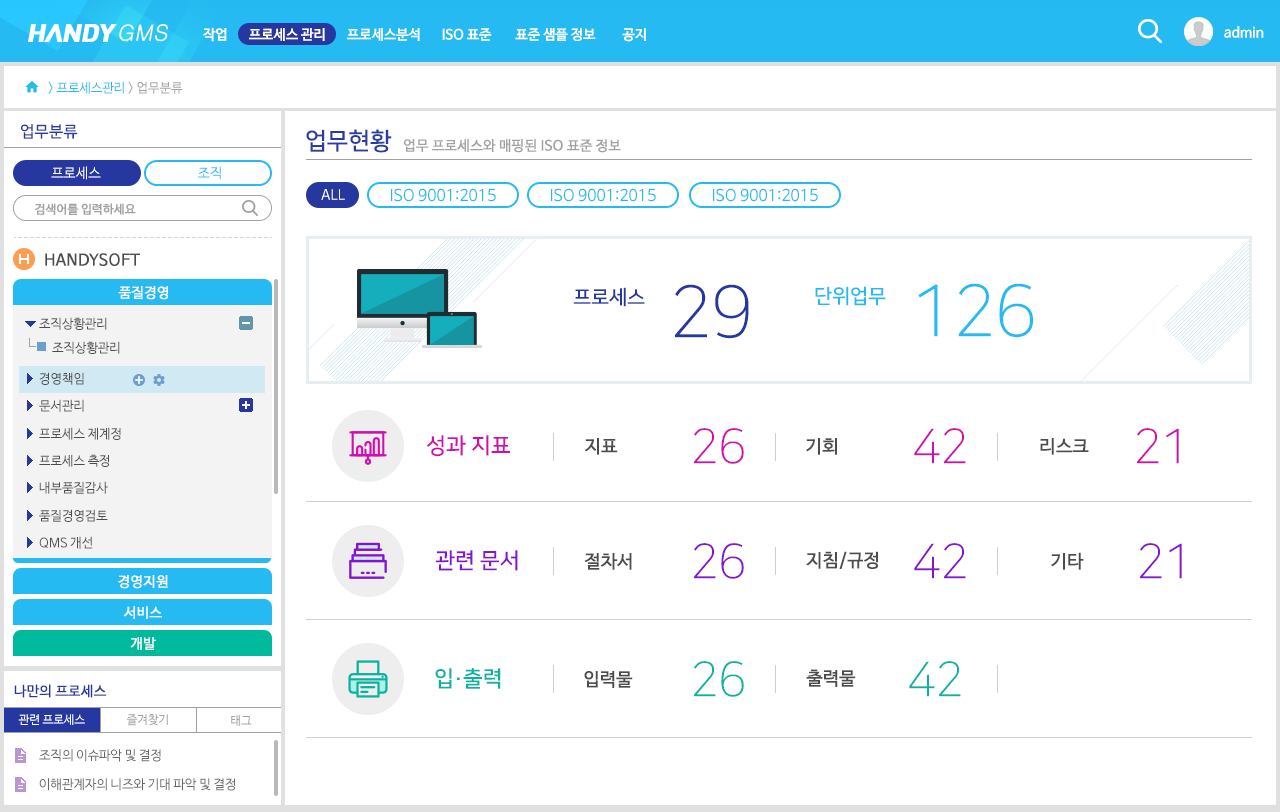 HANDY GMS 작업 프로세스 관리 프로세스분석 ISO 표준 표준 샘플 정보 공지 admin
> 프로세스관리 > 업무분류
업무분류
프로세스 조직
검색어를 입력하세요
H HANDYSOFT
품질경영
조직상황관리
조직상황관리
경영책임
문서관리
프로세스 체계정
프로세스 측정
내부품질감사
품질경영검토
QMS 개선
경영지원
서비스
개발
나만의 프로세스
관련 프로세스 즐겨찾기 태그
조직의 이슈파악 및 결정
이해관계자의 니즈와 기대 파악 및 결정
업무현황 업무 프로세스와 매핑된 ISO 표준 정보
ALL ISO 9001:2015 ISO 9001:2015 ISO 9001:2015
프로세스 29 단위업무 126
성과 지표 지표 26 기회 42 리스크 21
관련 문서 절차서 26 지침/규정 42 기타 21
입·출력 입력물 26 출력물 42